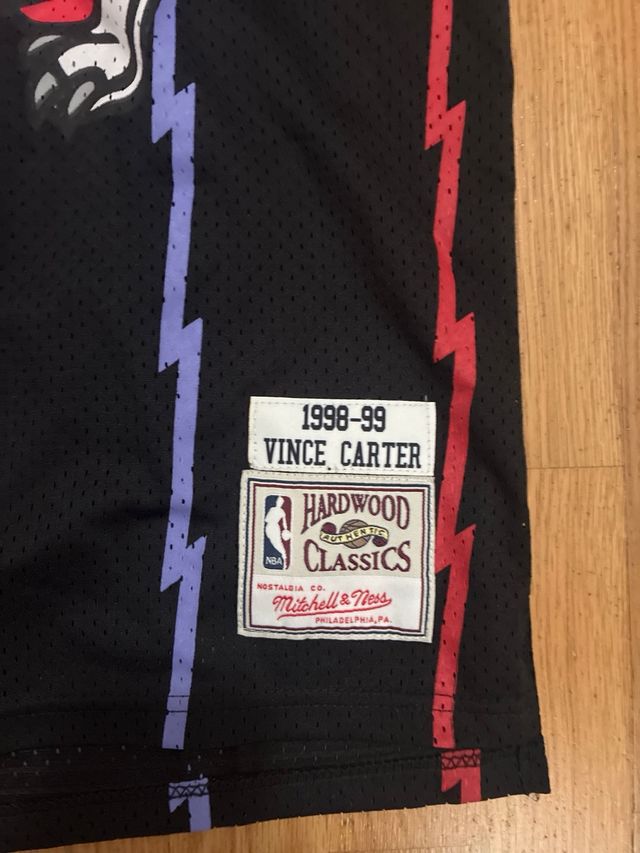 1998-99
VINCE CARTER
HARDWOOD
AUTHENTIC
CLASSICS
NBA
NOSTALGIA CO.
Mitchell & Ness
PHILADELPHIA, PA.